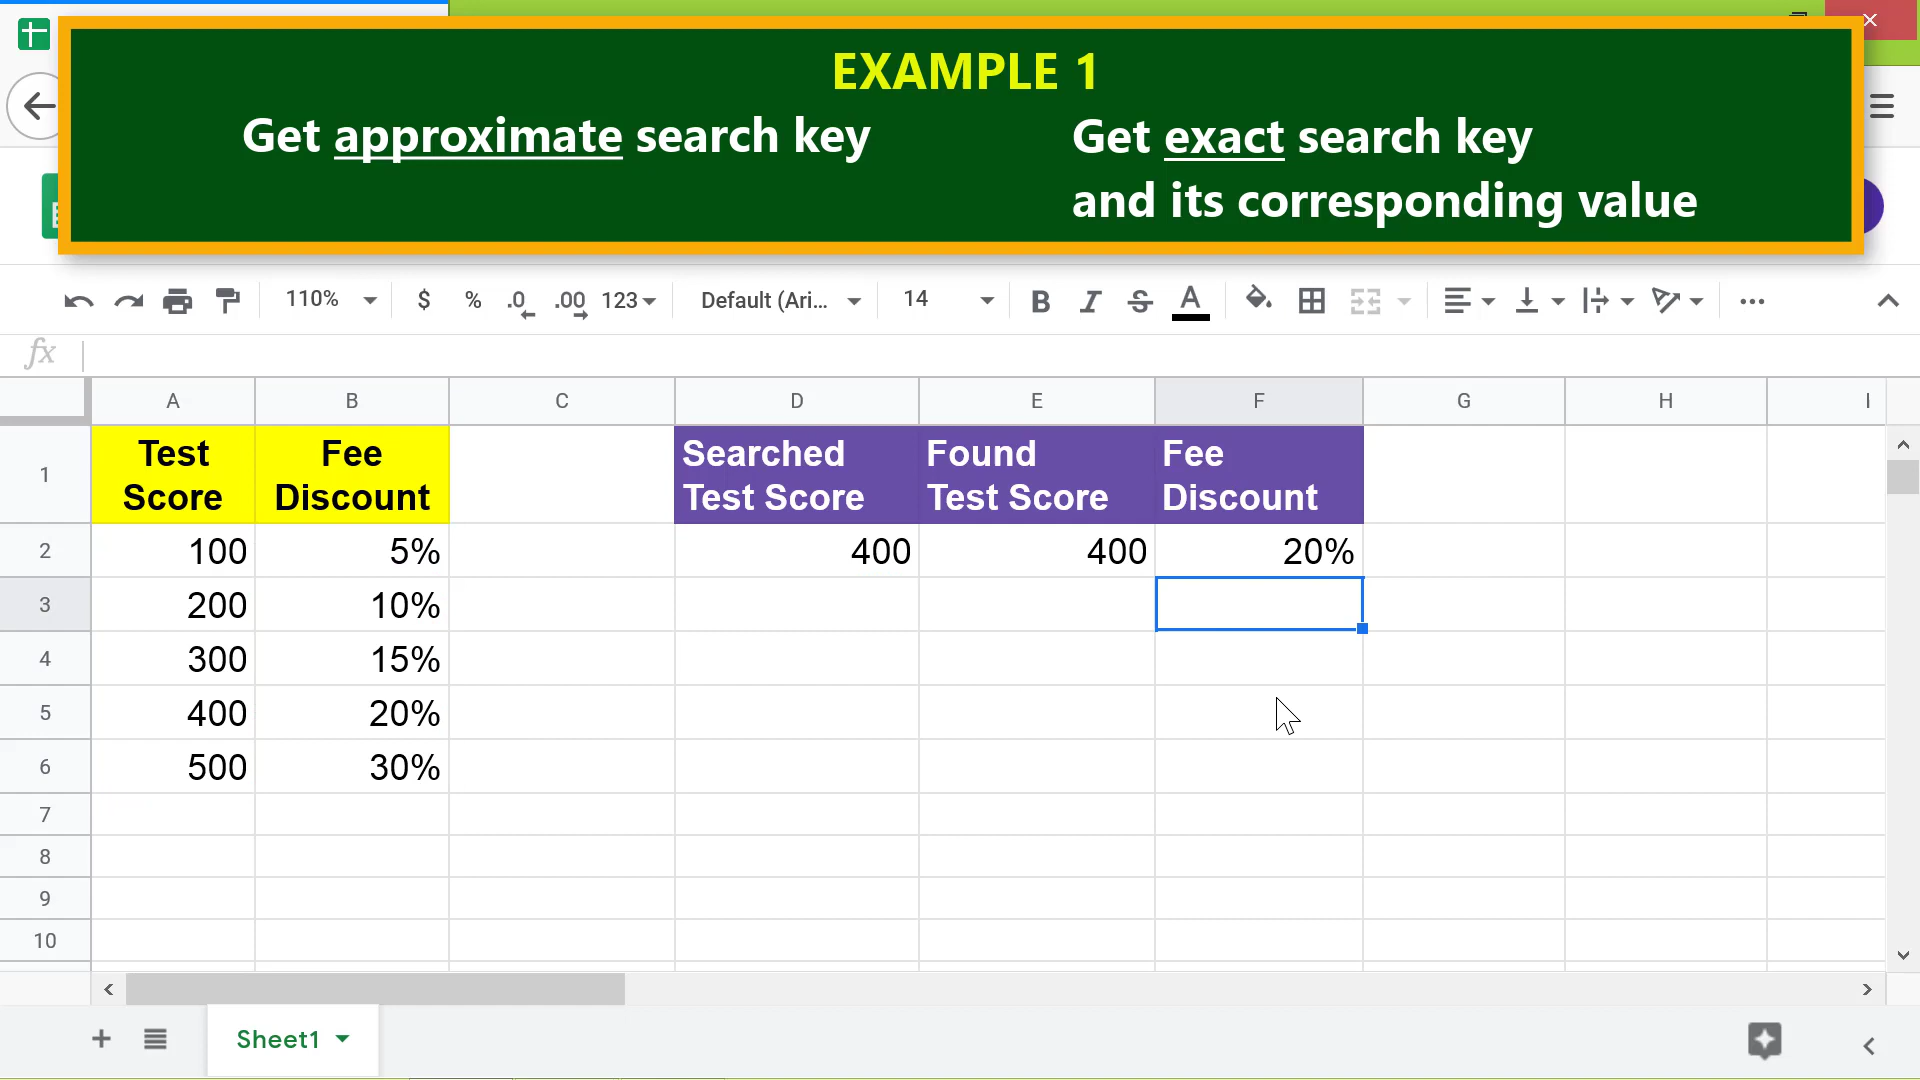 EXAMPLE 1
Get approximate search key
Get exact search key
and its corresponding value
110% $ % .0 .00 123 Default (Ari... 14 B I S A
fx
A B C D E F G H I
1 Test Score Fee Discount Searched Test Score Found Test Score Fee Discount
2 100 5% 400 400 20%
3 200 10%
4 300 15%
5 400 20%
6 500 30%
7
8
9
10
Sheet1